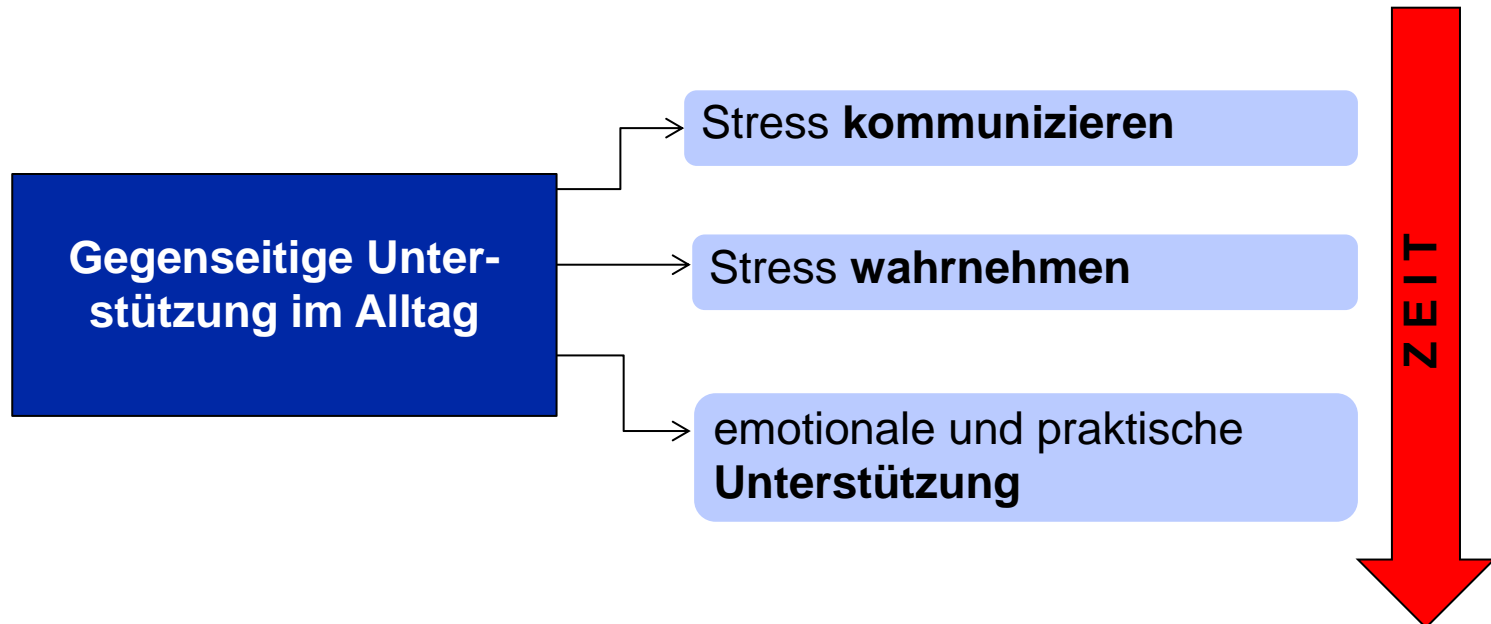 Stress kommunizieren
Gegenseitige Unter-
stützung im Alltag
Stress wahrnehmen
emotionale und praktische
Unterstützung
ZEIT